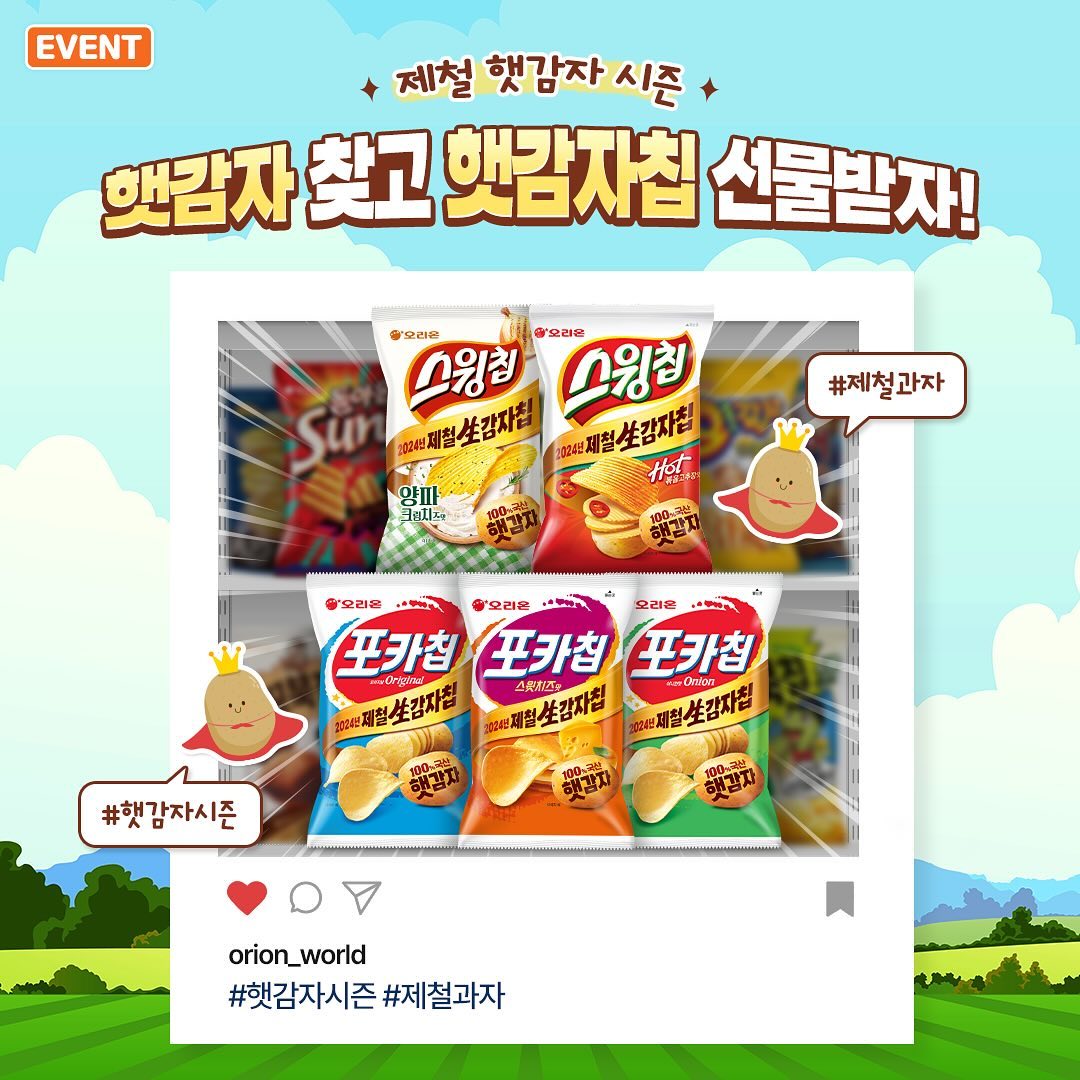 EVENT
제철 햇감자 시즌
햇감자 찾고 햇감자칩 선물받자!
오리온
스윙칩
2024년 제철 生감자칩
양파
크림치즈맛
100% 국산
햇감자
오리온
스윙칩
2024년 제철 生감자칩
Hot
볶음고추장맛
100% 국산
햇감자
Sun
#제철과자
오리온
포카칩
Original
2024년 제철 生감자칩
100% 국산
햇감자
오리온
포카칩
스윗치즈맛
2024년 제철 生감자칩
100% 국산
햇감자
오리온
포카칩
Onion
2024년 제철 生감자칩
100% 국산
햇감자
#햇감자시즌
orion_world
#햇감자시즌 #제철과자